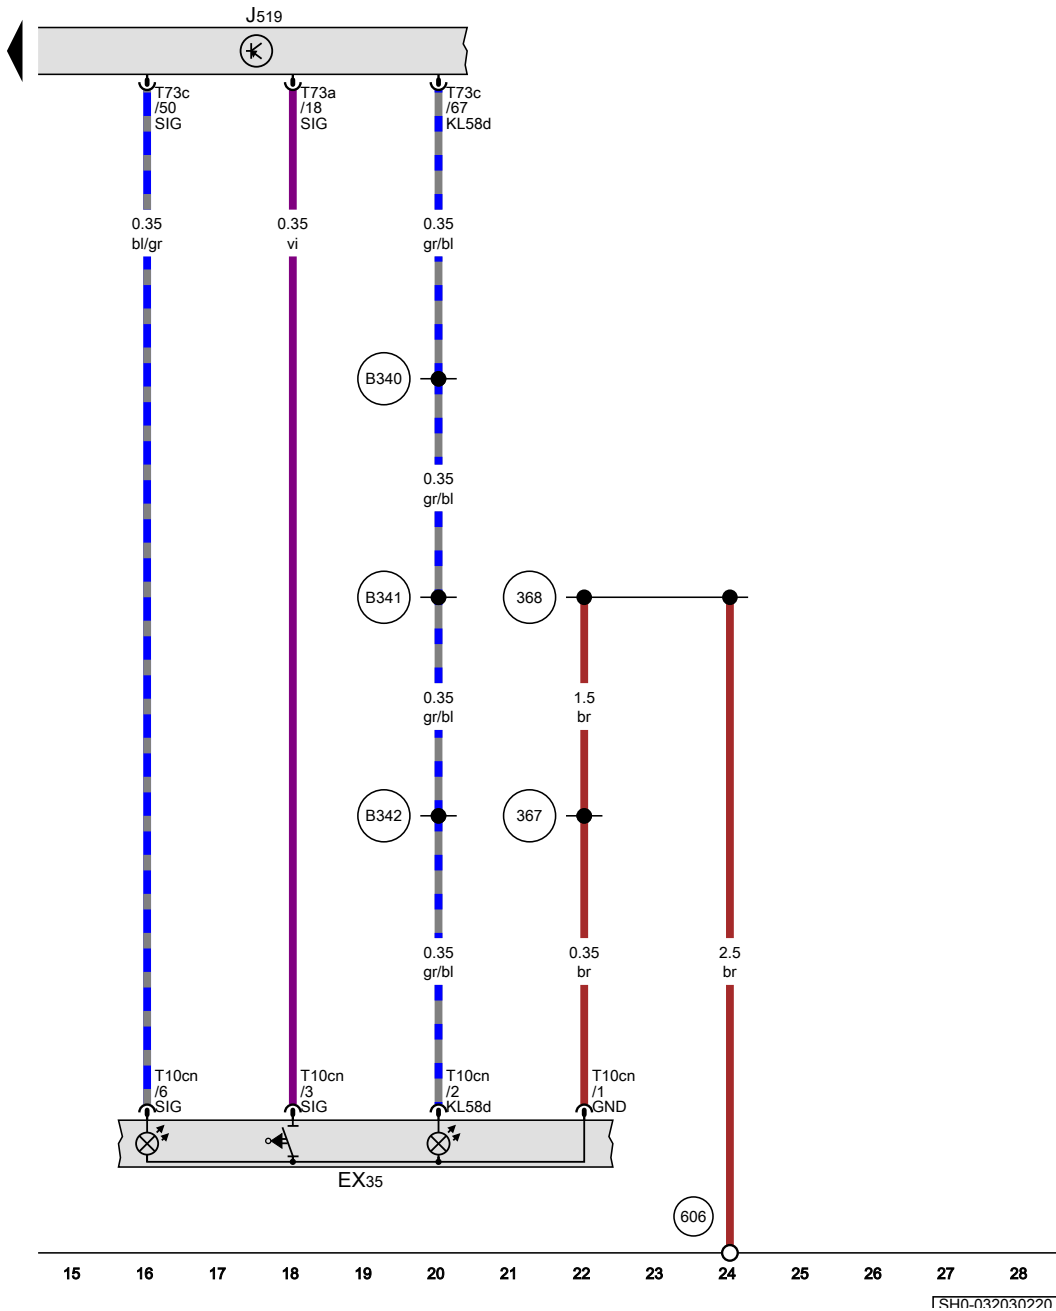 J519
T73c
/50
SIG
T73a
/18
SIG
T73c
/67
KL58d
0.35
bl/gr
0.35
vi
0.35
gr/bl
B340
0.35
gr/bl
B341
368
0.35
gr/bl
1.5
br
B342
367
0.35
gr/bl
0.35
br
2.5
br
T10cn
/6
SIG
T10cn
/3
SIG
T10cn
/2
KL58d
T10cn
/1
GND
EX35
606
15 16 17 18 19 20 21 22 23 24 25 26 27 28
SH0-032030220